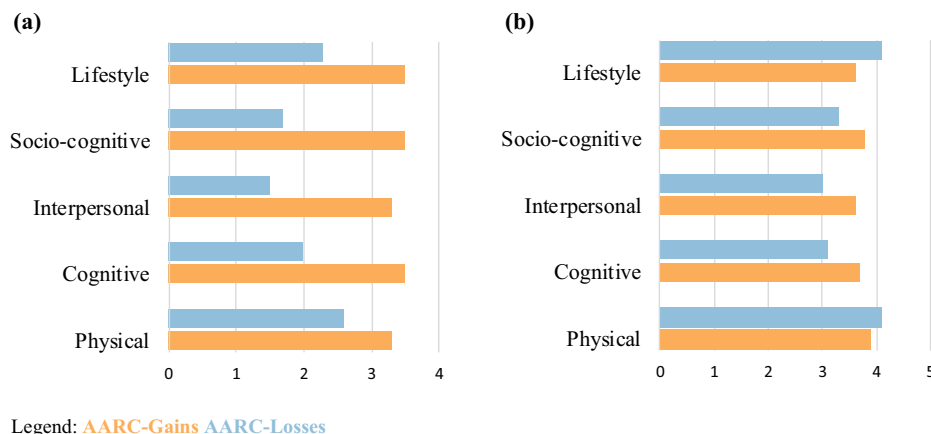 (a)
Lifestyle
Socio-cognitive
Interpersonal
Cognitive
Physical
0 1 2 3 4
(b)
Lifestyle
Socio-cognitive
Interpersonal
Cognitive
Physical
0 1 2 3 4 5
Legend: AARC-Gains AARC-Losses